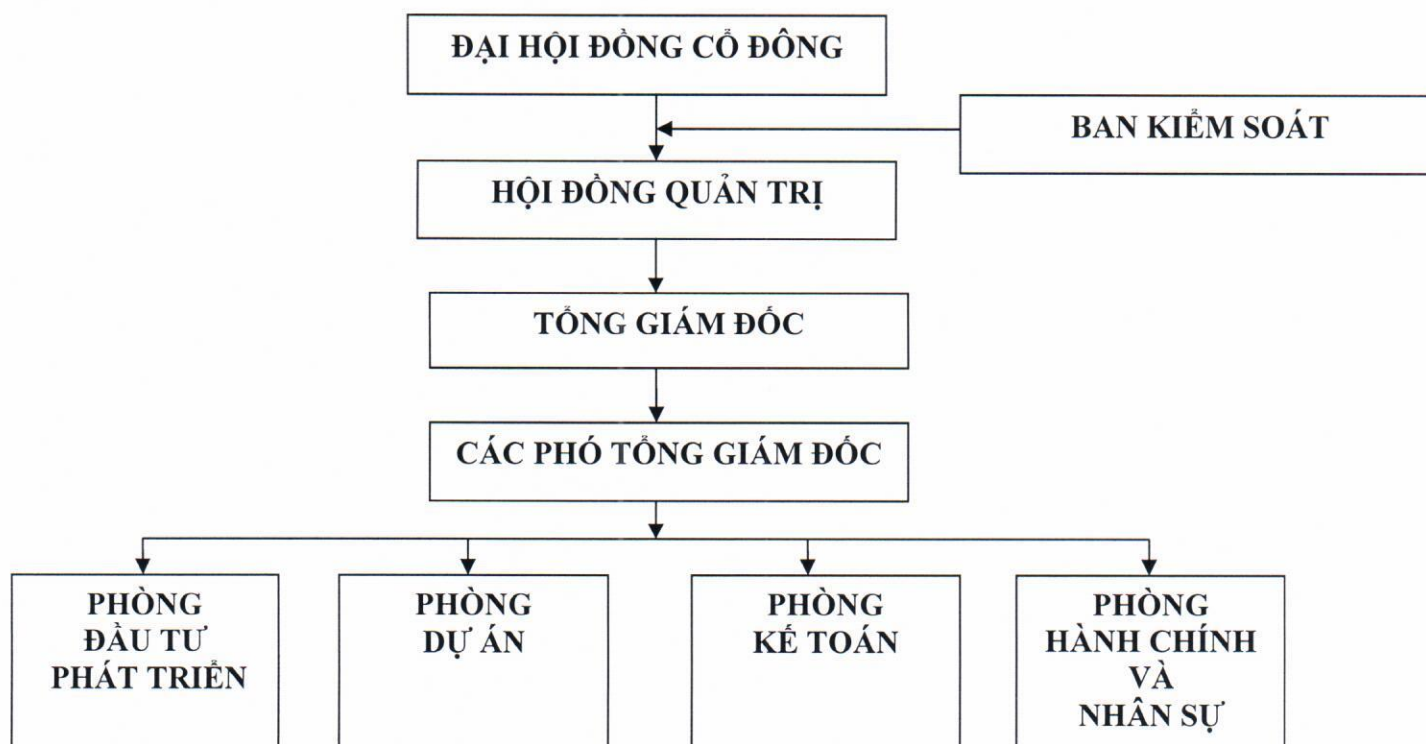 ĐẠI HỘI ĐỒNG CỔ ĐÔNG
BAN KIỂM SOÁT
HỘI ĐỒNG QUẢN TRỊ
TỔNG GIÁM ĐỐC
CÁC PHÓ TỔNG GIÁM ĐỐC
PHÒNG
ĐẦU TƯ
PHÁT TRIỂN
PHÒNG
DỰ ÁN
PHÒNG
KẾ TOÁN
PHÒNG
HÀNH CHÍNH
VÀ
NHÂN SỰ